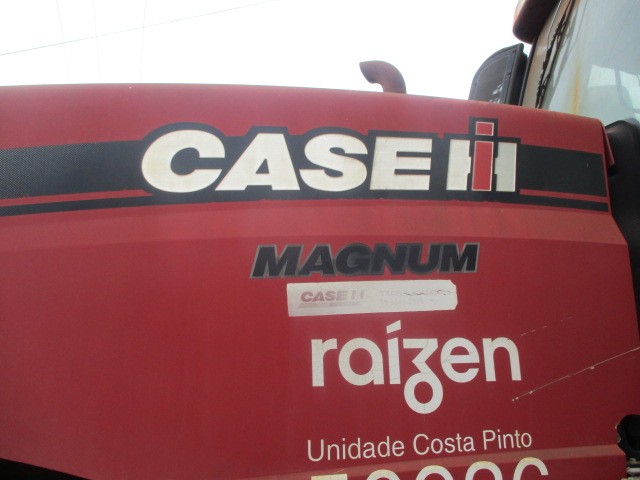 CASE IH
MAGNUM
CASE IH
raízen
Unidade Costa Pinto